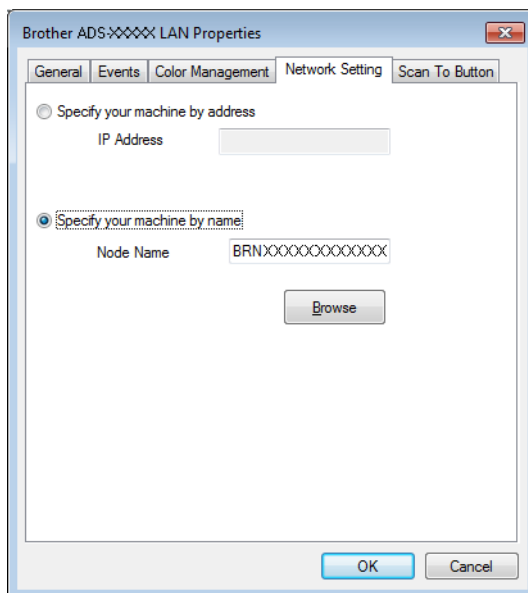 Brother ADS-XXXXX LAN Properties
General Events Color Management Network Setting Scan To Button
Specify your machine by address
IP Address
Specify your machine by name
Node Name BRNXXXXXXXXXXXX
Browse
OK Cancel